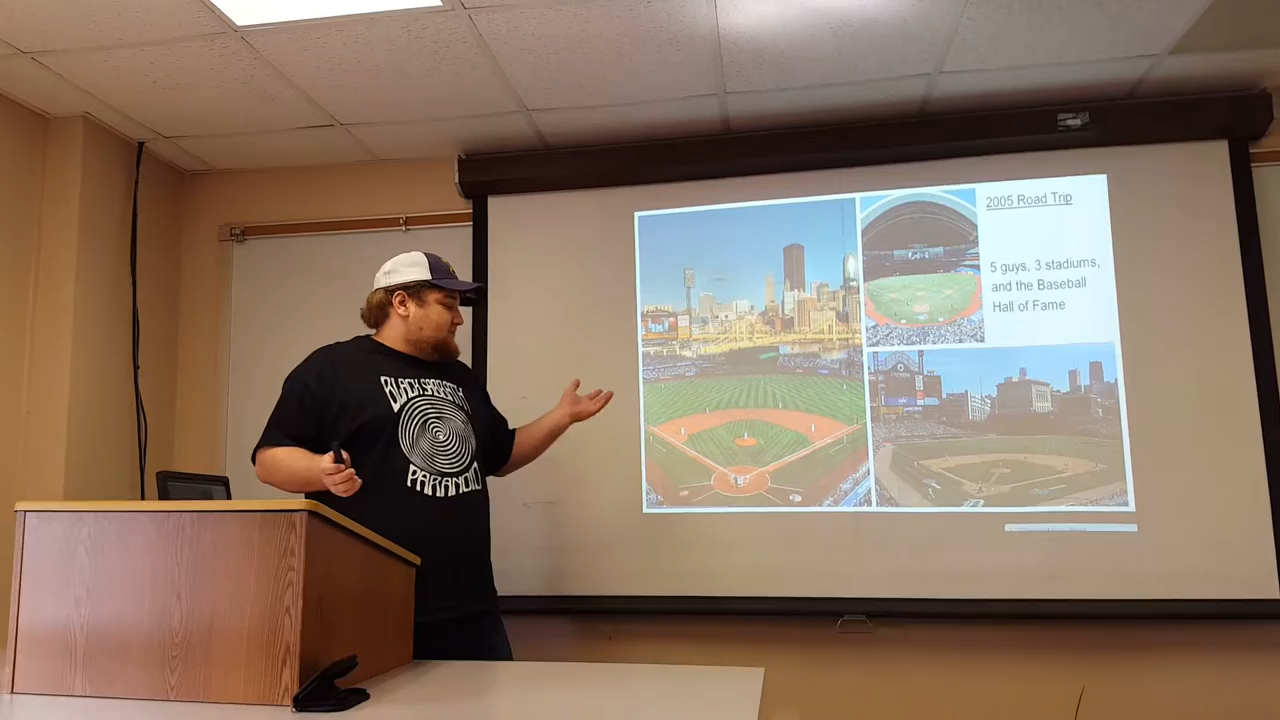 BLACK SABBATH
PARANOID
2005 Road Trip
5 guys, 3 stadiums,
and the Baseball
Hall of Fame